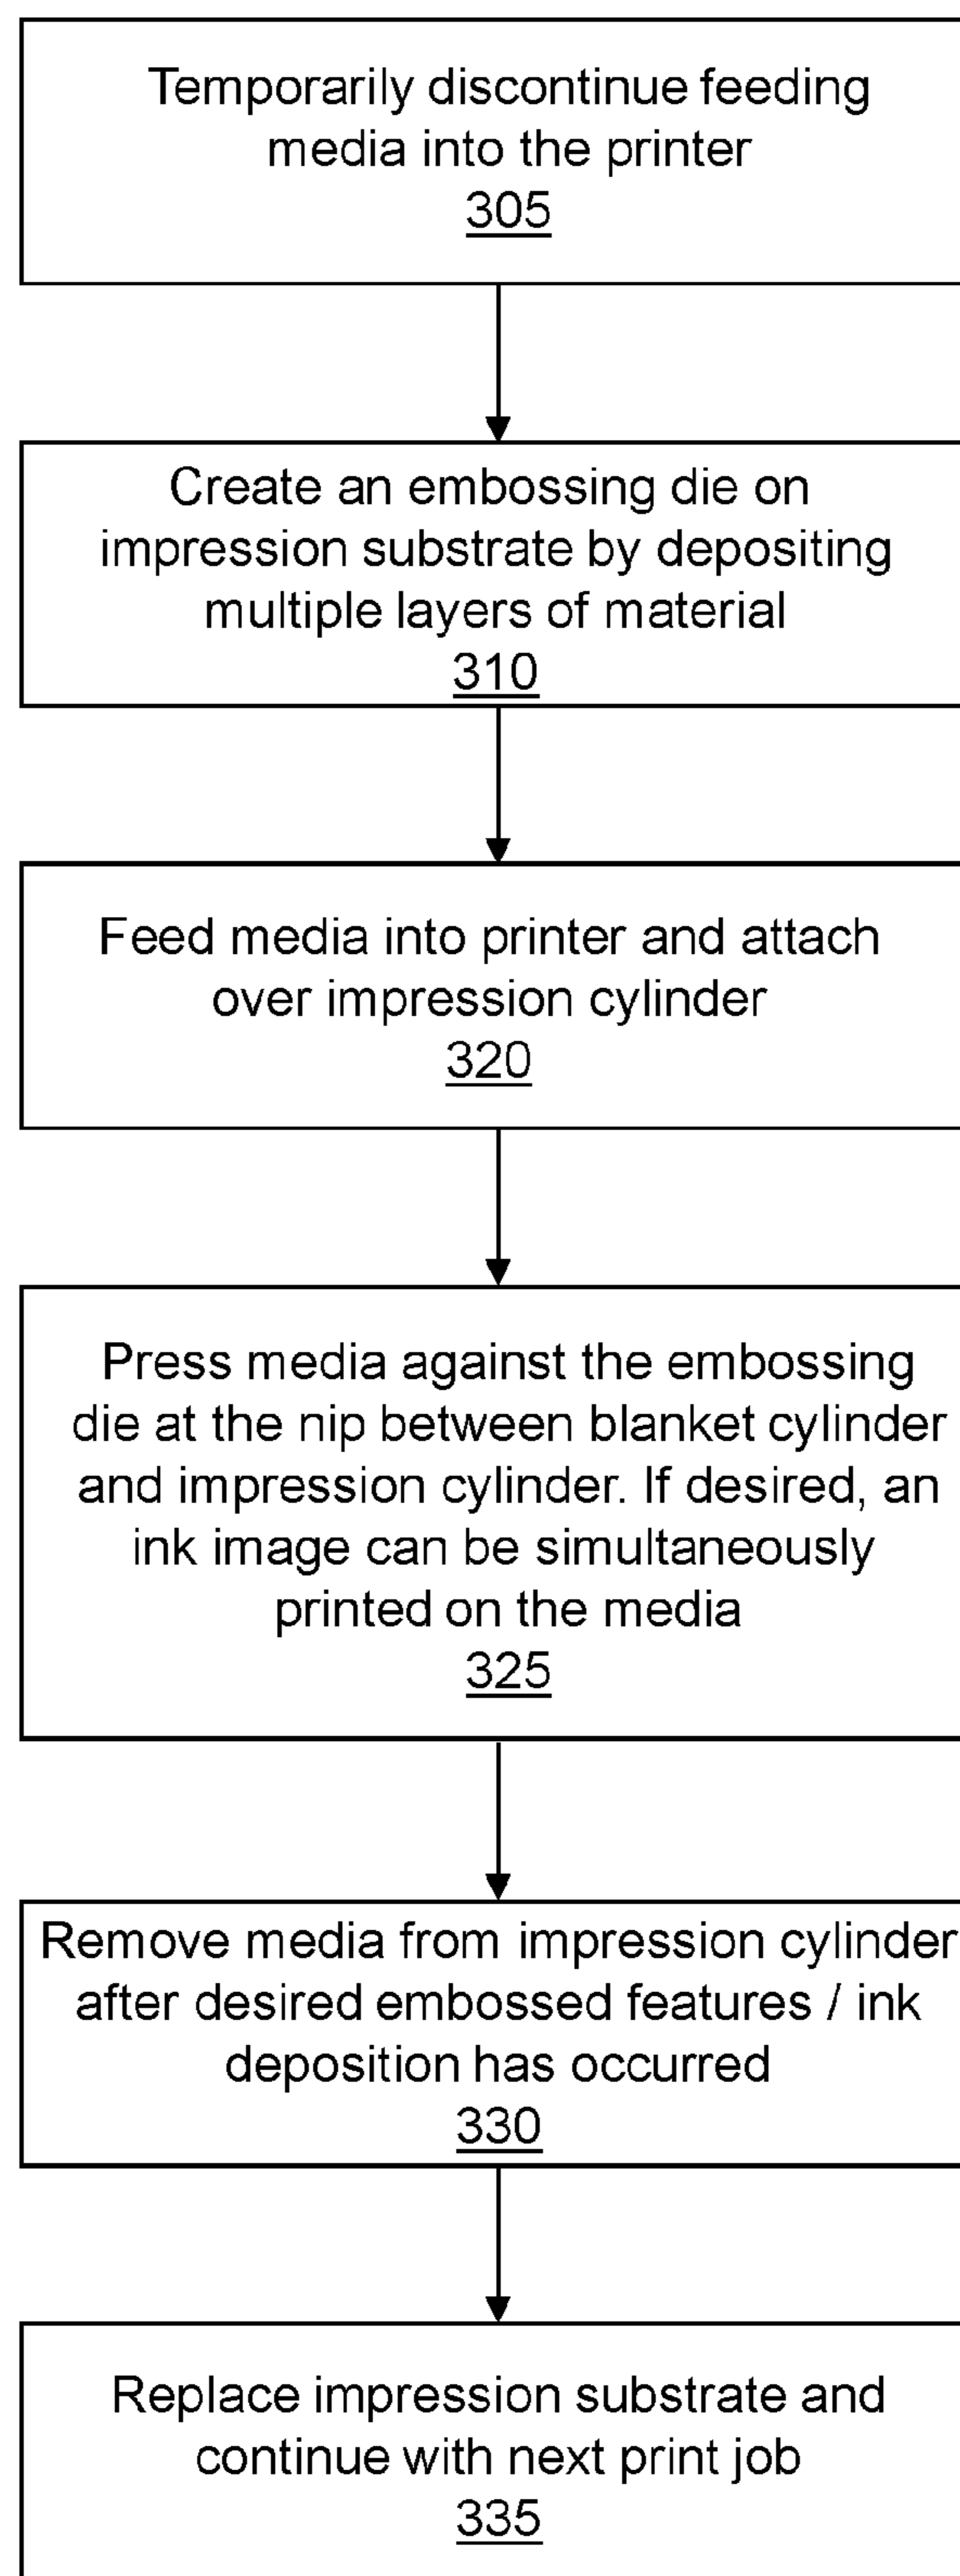 Temporarily discontinue feeding
media into the printer
305
Create an embossing die on
impression substrate by depositing
multiple layers of material
310
Feed media into printer and attach
over impression cylinder
320
Press media against the embossing
die at the nip between blanket cylinder
and impression cylinder. If desired, an
ink image can be simultaneously
printed on the media
325
Remove media from impression cylinder
after desired embossed features / ink
deposition has occurred
330
Replace impression substrate and
continue with next print job
335